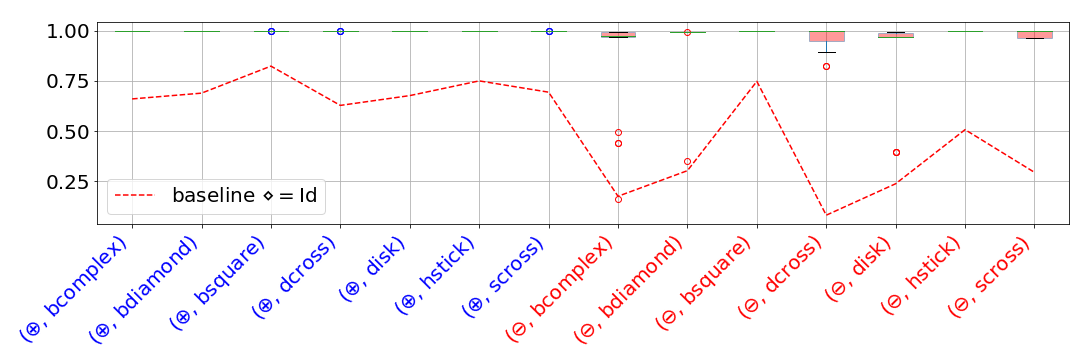 1.00
0.75
0.50
0.25
baseline ⋄ = Id
(⊕, bcomplex)
(⊕, bdiamond)
(⊕, bsquare)
(⊕, dcross)
(⊕, disk)
(⊕, hstick)
(⊕, scross)
(⊖, bcomplex)
(⊖, bdiamond)
(⊖, bsquare)
(⊖, dcross)
(⊖, disk)
(⊖, hstick)
(⊖, scross)